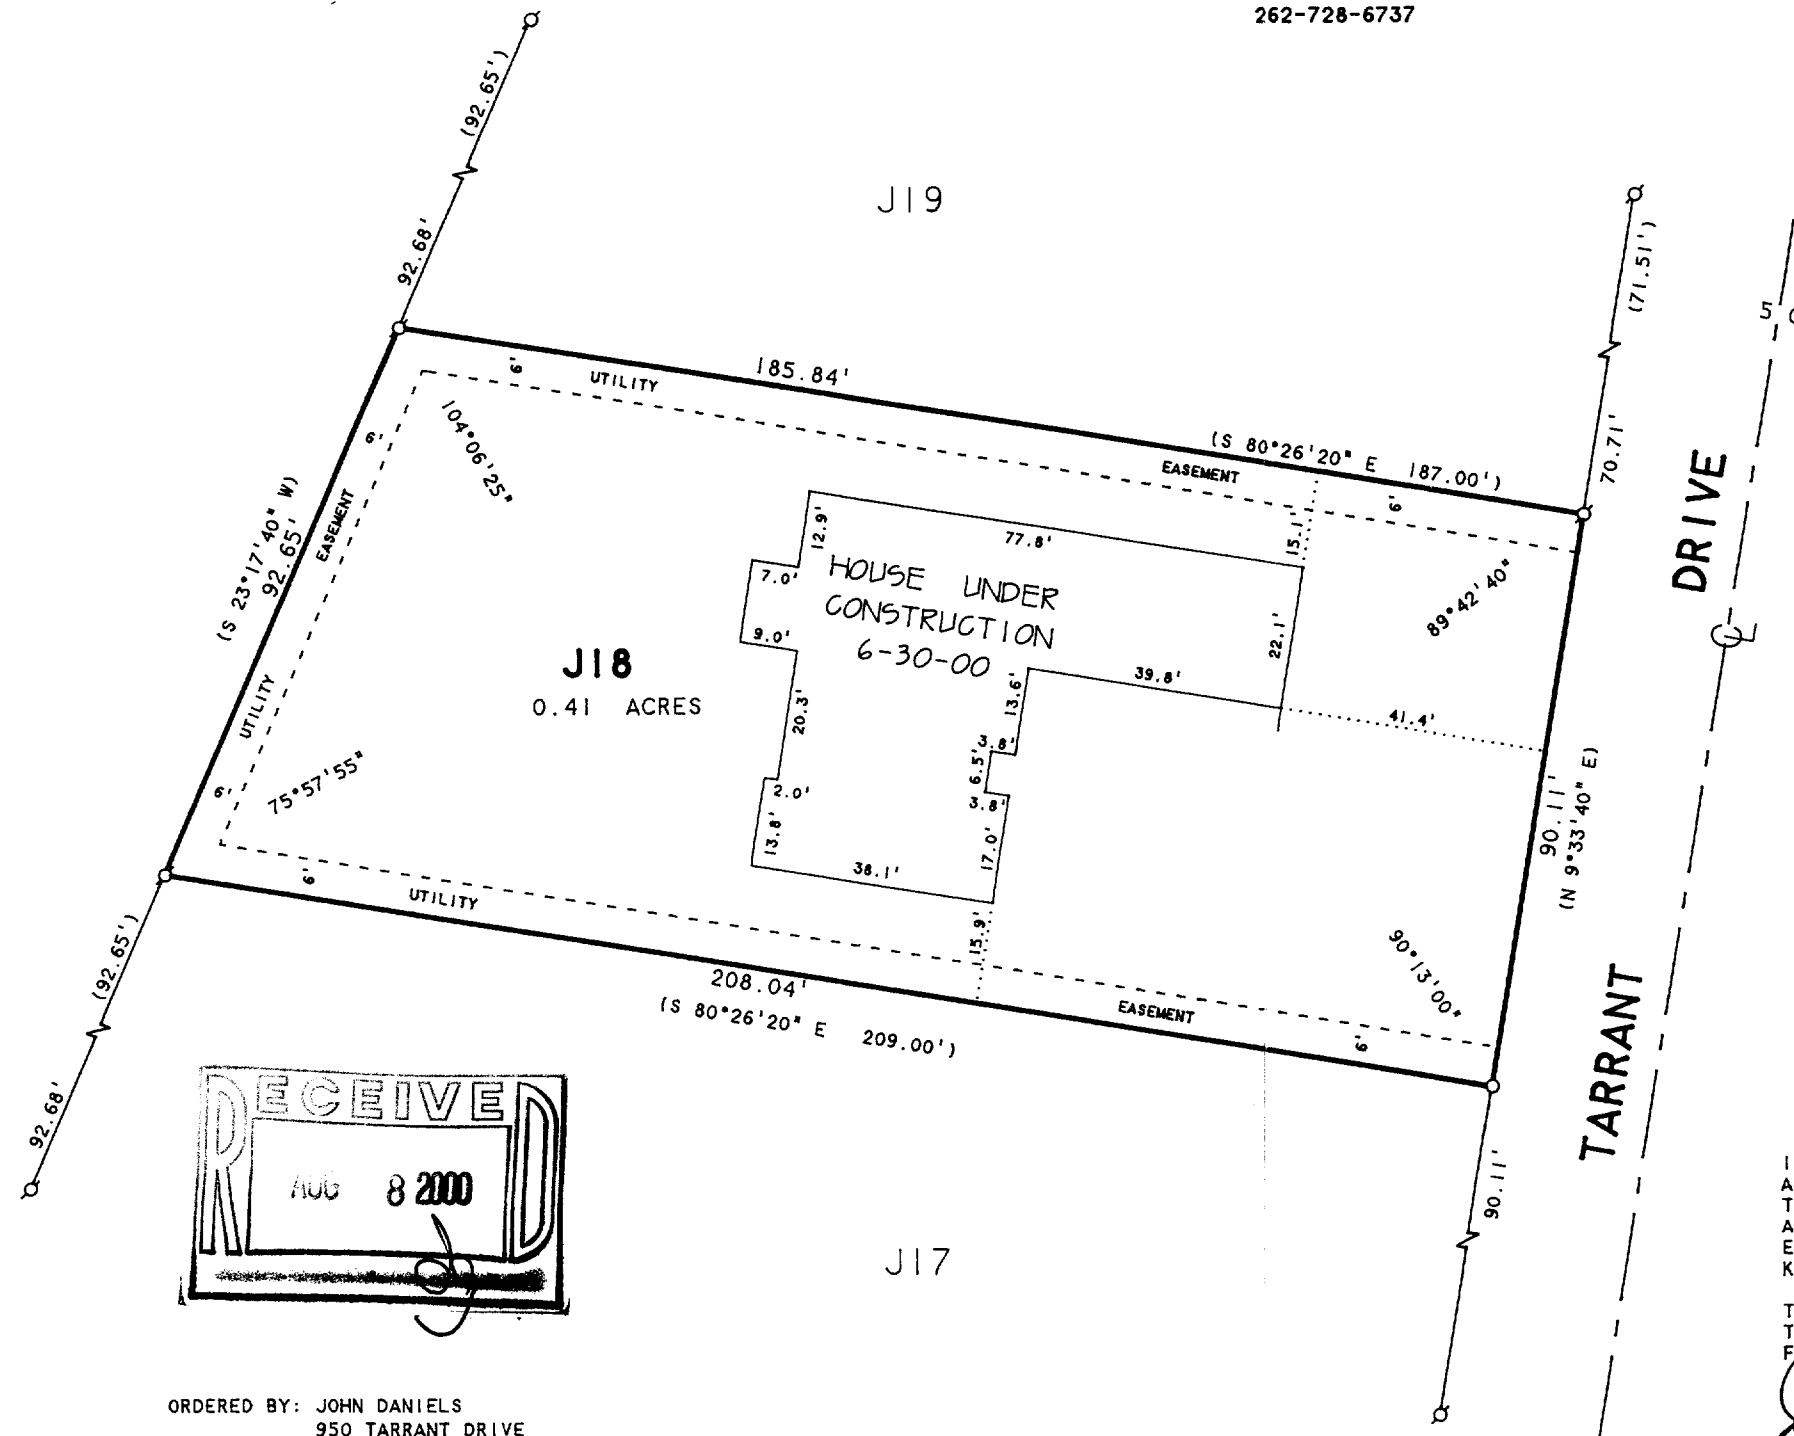 262-728-6737
(92.65')
92.68'
J19
(71.51')
70.71'
5
185.84'
(S 80°26'20" E 187.00')
6'
UTILITY
EASEMENT
6'
104°06'25"
6'
(S 23°17'40" W)
92.65'
EASEMENT
UTILITY
6'
75°57'55"
12.9'
77.8'
15.1'
7.0'
HOUSE UNDER
CONSTRUCTION
6-30-00
9.0'
22.1'
89°42'40"
DRIVE
J18
0.41 ACRES
20.3'
13.6'
39.8'
41.4'
3.8'
6.5'
3.8'
2.0'
13.8'
17.0'
38.1'
90.11'
(N 9°33'40" E)
6'
UTILITY
15.9'
90°13'00"
208.04'
(S 80°26'20" E 209.00')
EASEMENT
6'
TARRANT
(92.65')
92.68'
RECEIVED
AUG 8 2000
90.11'
J17
I
A
T
A
E
K
T
T
F
ORDERED BY: JOHN DANIELS
950 TARRANT DRIVE